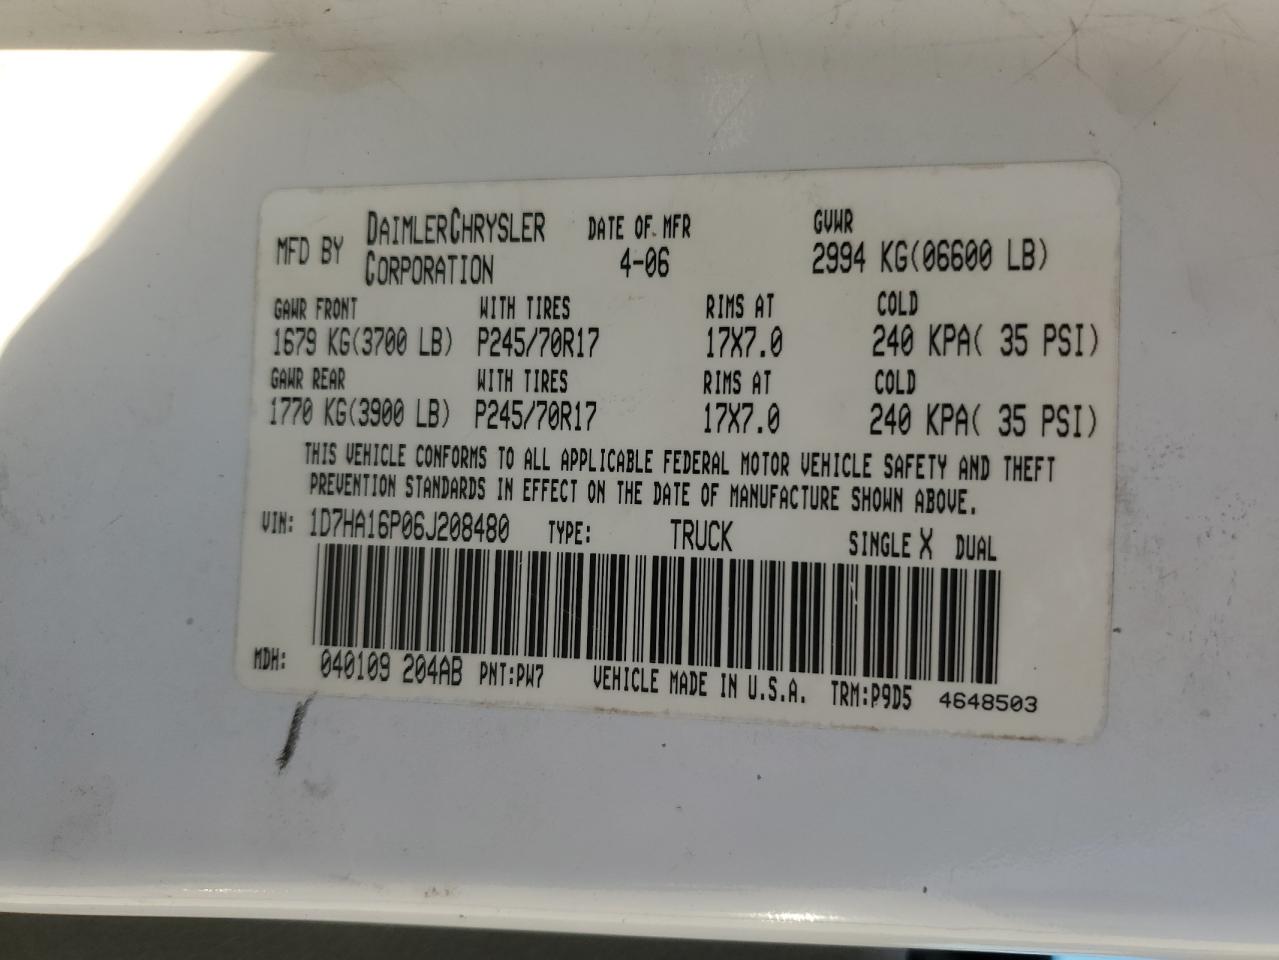 MFD BY DAIMLERCHRYSLER CORPORATION DATE OF MFR 4-06 GVWR 2994 KG(06600 LB)
GAWR FRONT WITH TIRES RIMS AT COLD
1679 KG(3700 LB) P245/70R17 17X7.0 240 KPA( 35 PSI)
GAWR REAR WITH TIRES RIMS AT COLD
1770 KG(3900 LB) P245/70R17 17X7.0 240 KPA( 35 PSI)
THIS VEHICLE CONFORMS TO ALL APPLICABLE FEDERAL MOTOR VEHICLE SAFETY AND THEFT
PREVENTION STANDARDS IN EFFECT ON THE DATE OF MANUFACTURE SHOWN ABOVE.
VIN: 1D7HA16P06J208480 TYPE: TRUCK SINGLE X DUAL
MDH: 040109 204AB PNT:PW7 VEHICLE MADE IN U.S.A. TRM:P9D5 4648503